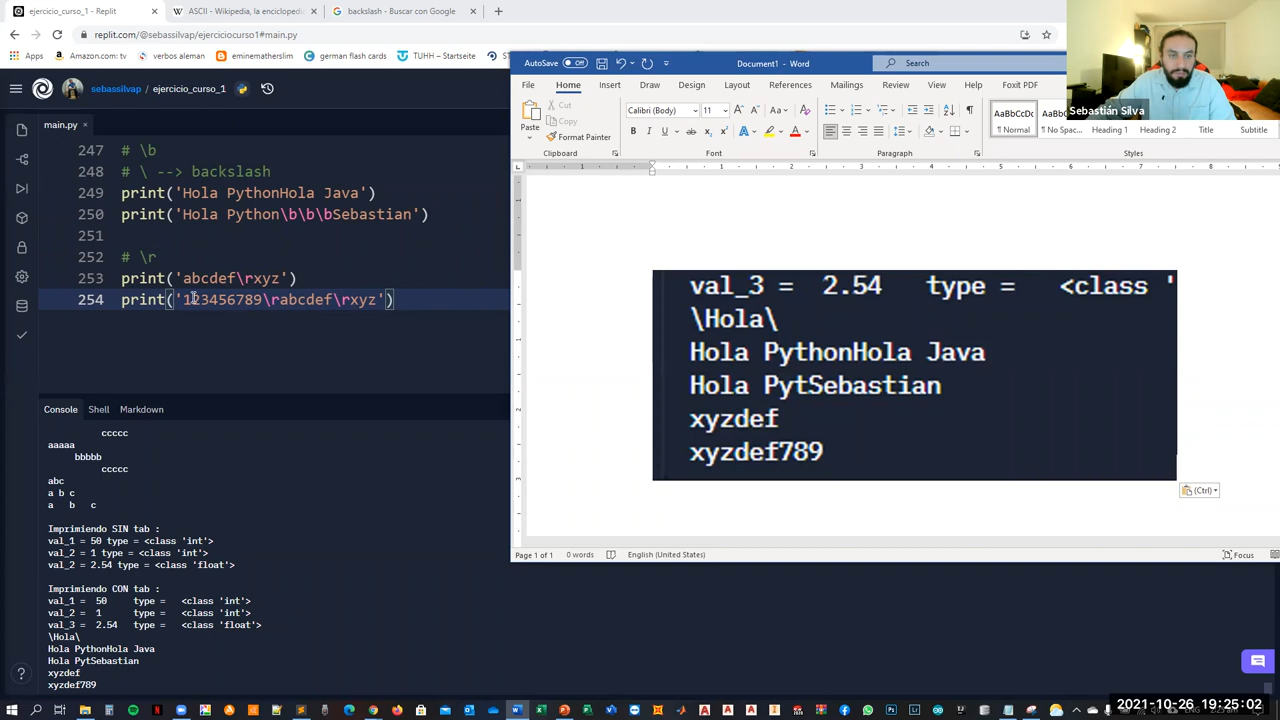 ejercicio_curso_1 - Replit
ASCII - Wikipedia, la enciclopedi
backslash - Buscar con Google
replit.com/@sebassilvap/ejerciciocurso1#main.py
Apps
Amazon.com: tv
verbos aleman
eminematthirteen
german flag cmrtz
TUHH – Startseite
sebassilvap / ejercicio_curso_1
main.py
247 # \b
248 # \ --> backslash
249 print('Hola PythonHola Java')
250 print('Hola Python\b\b\bSebastian')
251
252 # \r
253 print('abcdef\rxyz')
254 print('123456789\rabcdef\rxyz')
Console Shell Markdown
ccccc
aaaaa
bbbbb
ccccc
abc
a b c
a b c
Imprimiendo SIN tab :
val_1 = 50 type = <class 'int'>
val_2 = 1 type = <class 'int'>
val_2 = 2.54 type = <class 'float'>
Imprimiendo CON tab :
val_1 = 50 type = <class 'int'>
val_2 = 1 type = <class 'int'>
val_3 = 2.54 type = <class 'float'>
\Hola\
Hola PythonHola Java
Hola PytSebastian
xyzdef
xyzdef789
AutoSave Off
Document1 - Word
Search
File Home Insert Draw Design Layout References Mailings Review View Help Foxit PDF
Paste
Cut
Copy
Format Painter
Calibri (Body) 11
AaBbCcDc
¶ Normal
¶ No Spac...
Heading 1
Heading 2
Title
Subtitle
Clipboard Font Paragraph Styles
val_3 = 2.54 type = <class '
\Hola\
Hola PythonHola Java
Hola PytSebastian
xyzdef
xyzdef789
(Ctrl)
Page 1 of 1 0 words English (United States) Focus
Sebastián Silva
2021-10-26 19:25:02